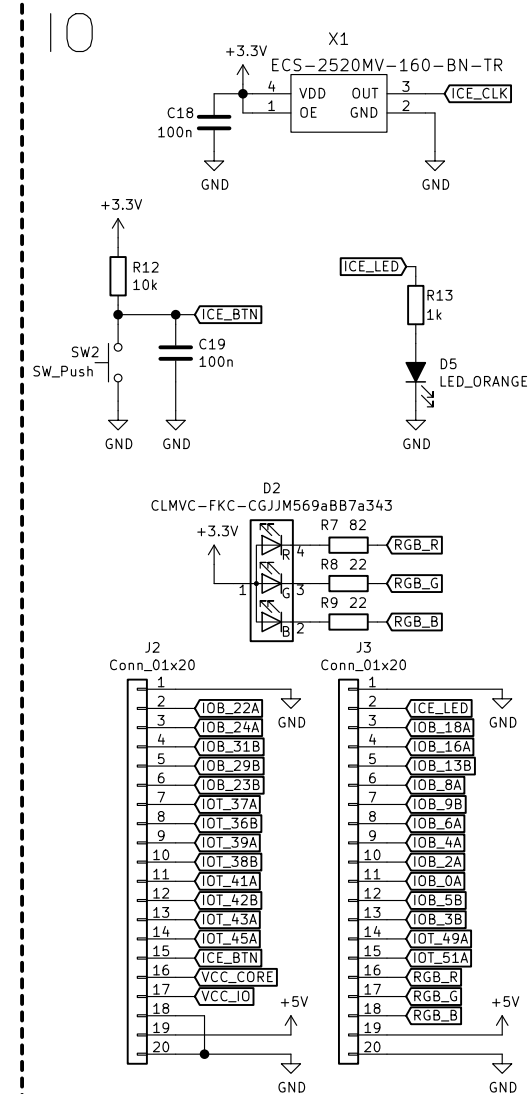 IO
X1
ECS-2520MV-160-BN-TR
+3.3V
4 VDD OUT 3 ICE_CLK
1 OE GND 2
C18
100n
GND GND
+3.3V
R12
10k
ICE_BTN
SW2
SW_Push
C19
100n
GND GND
ICE_LED
R13
1k
D5
LED_ORANGE
GND
D2
CLMVC-FKC-CGJJM569aBB7a343
+3.3V
R7 82
R 4 RGB_R
R8 22
1 G 3 RGB_G
R9 22
B 2 RGB_B
J2
Conn_01x20
1 GND
2 IOB_22A
3 IOB_24A
4 IOB_31B
5 IOB_29B
6 IOB_23B
7 IOT_37A
8 IOT_36B
9 IOT_39A
10 IOT_38B
11 IOT_41A
12 IOT_42B
13 IOT_43A
14 IOT_45A
15 ICE_BTN
16 VCC_CORE
17 VCC_IO
18
19 +5V
20 GND
J3
Conn_01x20
1 GND
2 ICE_LED
3 IOB_18A
4 IOB_16A
5 IOB_13B
6 IOB_8A
7 IOB_9B
8 IOB_6A
9 IOB_4A
10 IOB_2A
11 IOB_0A
12 IOB_5B
13 IOB_3B
14 IOT_49A
15 IOT_51A
16 RGB_R
17 RGB_G
18 RGB_B
19 +5V
20 GND